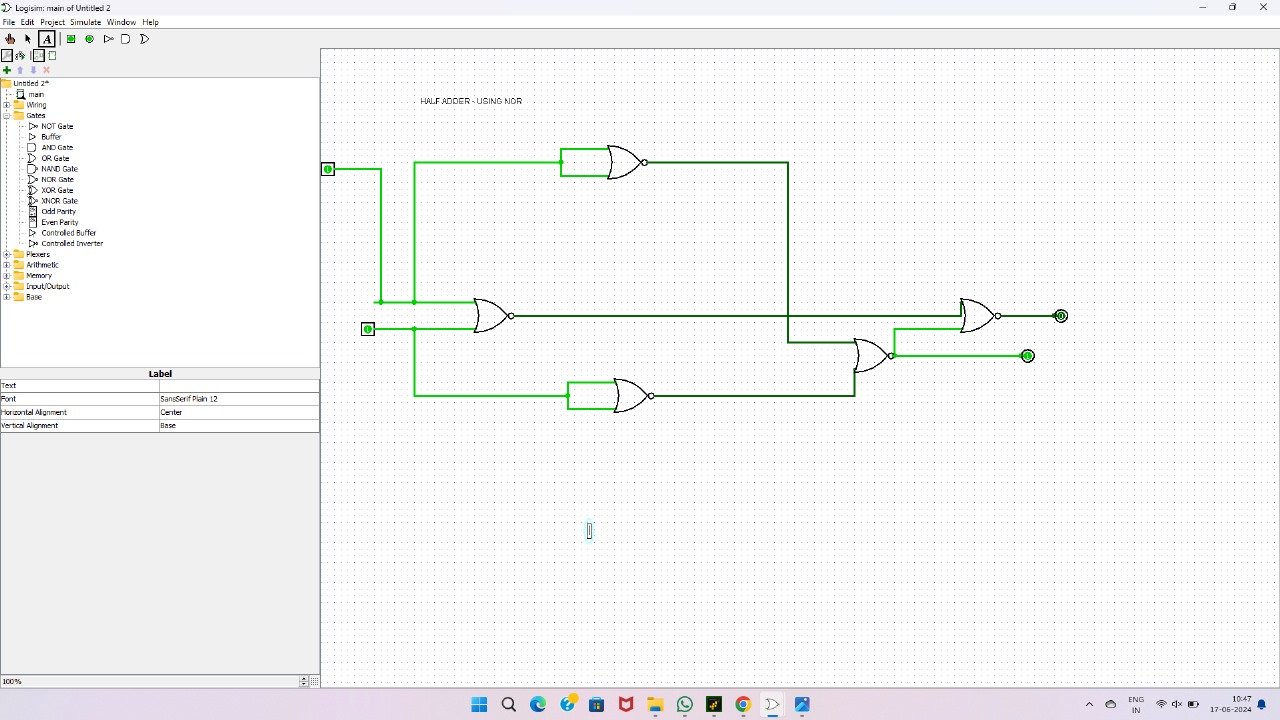 Logisim: main of Untitled 2
File Edit Project Simulate Window Help
A
Untitled 2*
main
Wiring
Gates
NOT Gate
Buffer
AND Gate
OR Gate
NAND Gate
NOR Gate
XOR Gate
XNOR Gate
Odd Parity
Even Parity
Controlled Buffer
Controlled Inverter
Plexers
Arithmetic
Memory
Input/Output
Base
Label
Text
Font SansSerif Plain 12
Horizontal Alignment Center
Vertical Alignment Base
100%
HALF ADDER - USING NOR
1
1
0
1
ENG
IN
10:47
17-06-2024